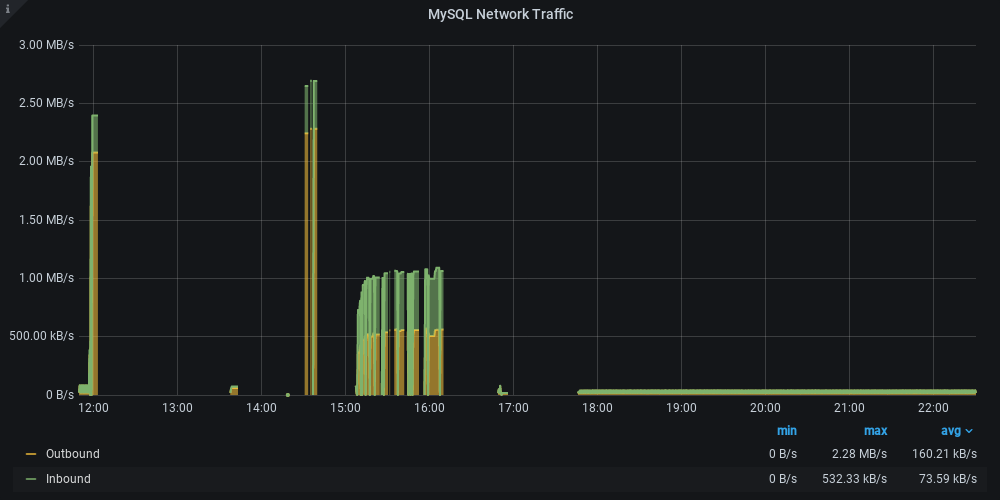 i
MySQL Network Traffic
3.00 MB/s
2.50 MB/s
2.00 MB/s
1.50 MB/s
1.00 MB/s
500.00 kB/s
0 B/s
12:00 13:00 14:00 15:00 16:00 17:00 18:00 19:00 20:00 21:00 22:00
min max avg
Outbound 0 B/s 2.28 MB/s 160.21 kB/s
Inbound 0 B/s 532.33 kB/s 73.59 kB/s